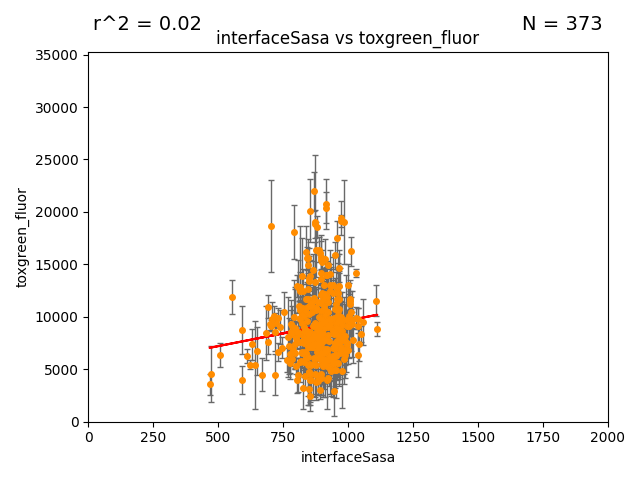 r^2 = 0.02
N = 373
interfaceSasa vs toxgreen_fluor
35000
30000
25000
20000
15000
10000
5000
0
toxgreen_fluor
0 250 500 750 1000 1250 1500 1750 2000
interfaceSasa